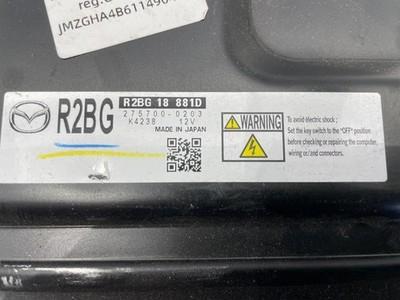 reg.
JMZGHA4B611490
R2BG
R2BG 18 881D
275700-0203
K4238 12V
MADE IN JAPAN
WARNING
To avoid electric shock ;
Set the key switch to the "OFF" position
before checking or repairing the computer,
wiring or/and connectors.